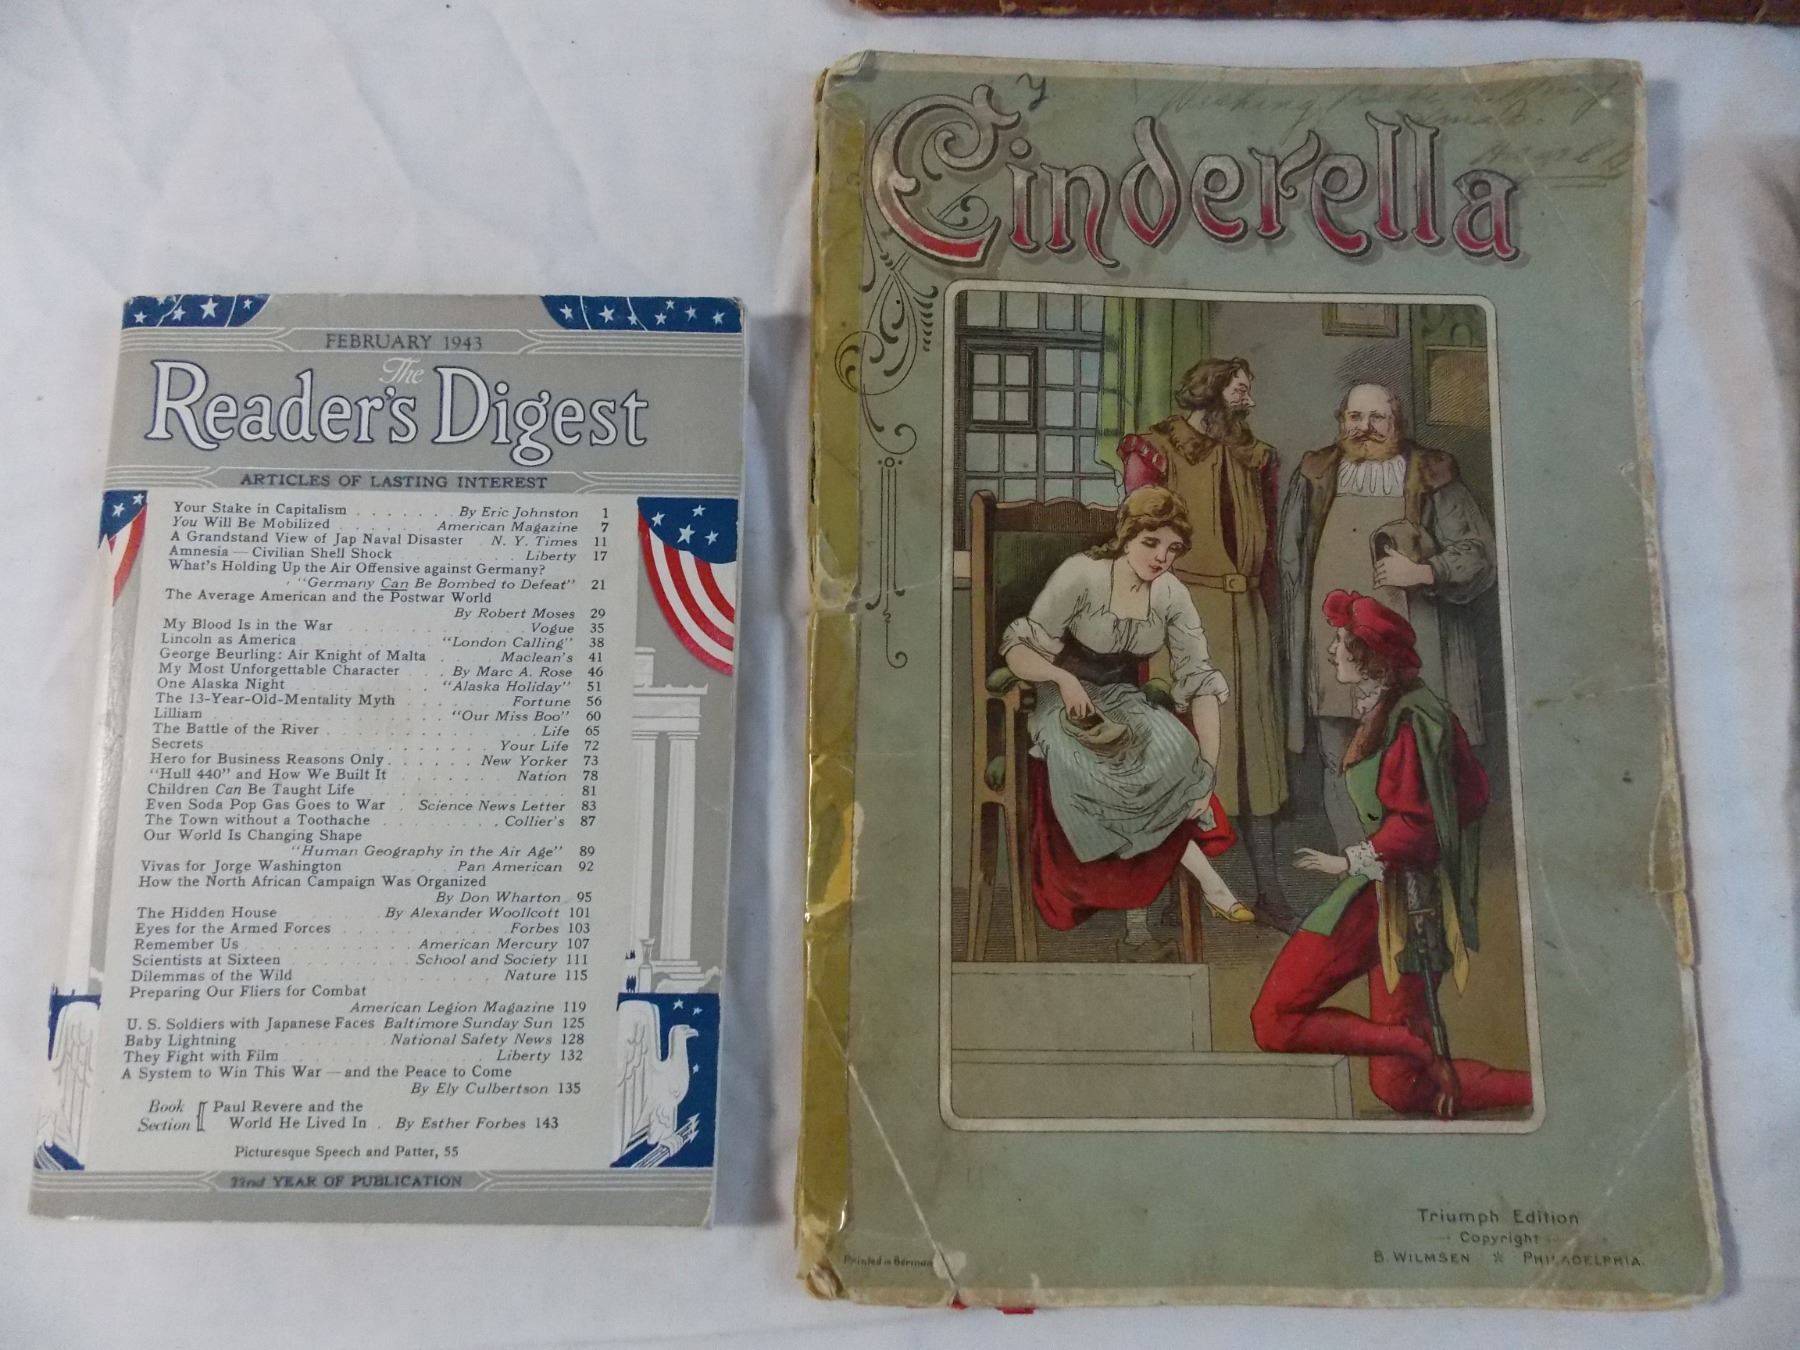 FEBRUARY 1943
The
Reader's Digest
ARTICLES OF LASTING INTEREST
Your Stake in Capitalism . . . . . . . By Eric Johnston 1
You Will Be Mobilized . . . . . . American Magazine 7
A Grandstand View of Jap Naval Disaster . N. Y. Times 11
Amnesia — Civilian Shell Shock . . . . . . . Liberty 17
What's Holding Up the Air Offensive against Germany?
"Germany Can Be Bombed to Defeat" 21
The Average American and the Postwar World
By Robert Moses 29
My Blood Is in the War . . . . . . . . . . Vogue 35
Lincoln as America . . . . . . . . "London Calling" 38
George Beurling: Air Knight of Malta . . . Maclean's 41
My Most Unforgettable Character . . . By Marc A. Rose 46
One Alaska Night . . . . . . . . "Alaska Holiday" 51
The 13-Year-Old-Mentality Myth . . . . . . Fortune 56
Lilliam . . . . . . . . . . . . . "Our Miss Boo" 60
The Battle of the River . . . . . . . . . . . Life 65
Secrets . . . . . . . . . . . . . . . Your Life 72
Hero for Business Reasons Only . . . . . New Yorker 73
"Hull 440" and How We Built It . . . . . . . Nation 78
Children Can Be Taught Life . . . . . . . . . . 81
Even Soda Pop Gas Goes to War . Science News Letter 83
The Town without a Toothache . . . . . . . Collier's 87
Our World Is Changing Shape
"Human Geography in the Air Age" 89
Vivas for Jorge Washington . . . . . Pan American 92
How the North African Campaign Was Organized
By Don Wharton 95
The Hidden House . . . . . By Alexander Woollcott 101
Eyes for the Armed Forces . . . . . . . . Forbes 103
Remember Us . . . . . . . . . . American Mercury 107
Scientists at Sixteen . . . . . . School and Society 111
Dilemmas of the Wild . . . . . . . . . . Nature 115
Preparing Our Fliers for Combat
American Legion Magazine 119
U. S. Soldiers with Japanese Faces Baltimore Sunday Sun 125
Baby Lightning . . . . . . . National Safety News 128
They Fight with Film . . . . . . . . . . Liberty 132
A System to Win This War — and the Peace to Come
By Ely Culbertson 135
Book Section { Paul Revere and the
World He Lived In . By Esther Forbes 143
Picturesque Speech and Patter, 55
22nd YEAR OF PUBLICATION
Wishing
Cinderella
Triumph Edition
Copyright
B. WILMSEN * PHILADELPHIA.
Printed in